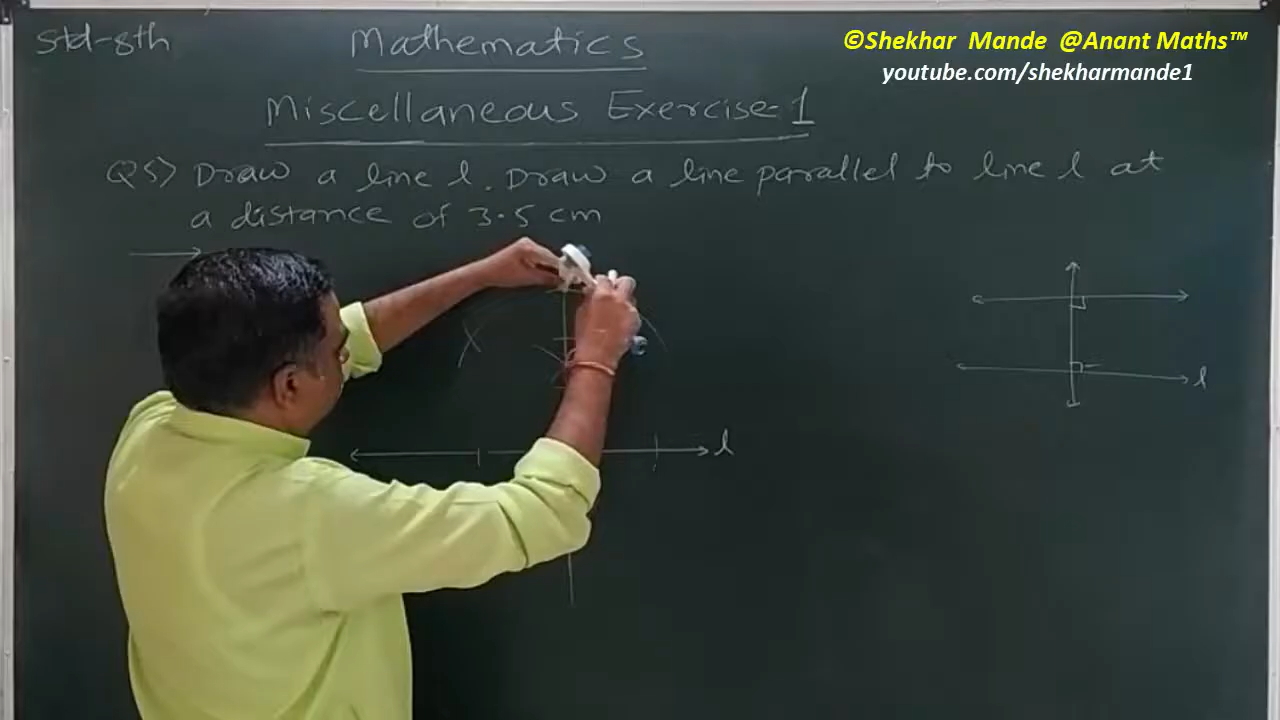 Std-8th
Mathematics
©Shekhar Mande @Anant Maths™
youtube.com/shekharmande1
Miscellaneous Exercise-1
Q5) Draw a line l. Draw a line parallel to line l at
a distance of 3.5 cm
l
l